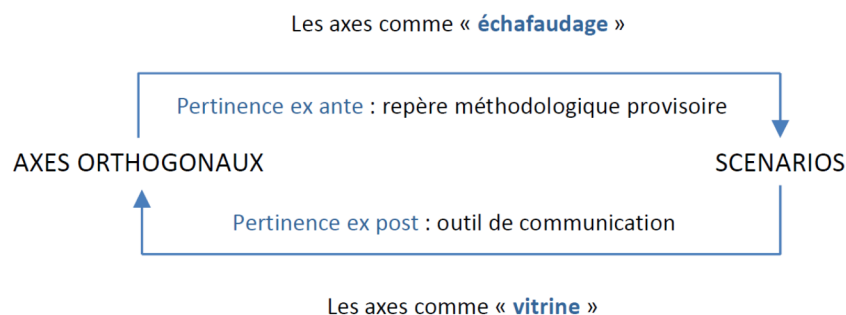 Les axes comme « échafaudage »
Pertinence ex ante : repère méthodologique provisoire
AXES ORTHOGONAUX
SCENARIOS
Pertinence ex post : outil de communication
Les axes comme « vitrine »